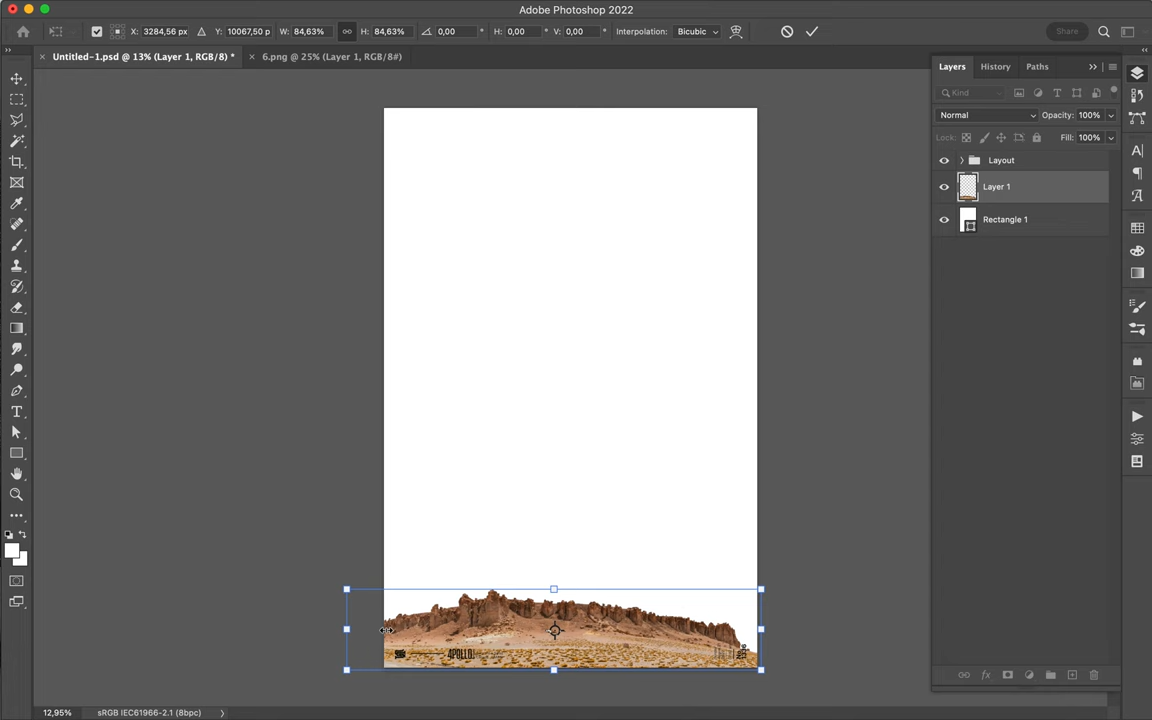 Adobe Photoshop 2022
X: 3284,56 px Y: 10067,50 p W: 84,63% H: 84,63% 0,00 ° H: 0,00 ° V: 0,00 ° Interpolation: Bicubic Share
Untitled-1.psd @ 13% (Layer 1, RGB/8) * 6.png @ 25% (Layer 1, RGB/8#)
Layers History Paths
Kind
Normal Opacity: 100%
Lock: Fill: 100%
Layout
Layer 1
Rectangle 1
APOLLO
12,95% sRGB IEC61966-2.1 (8bpc)